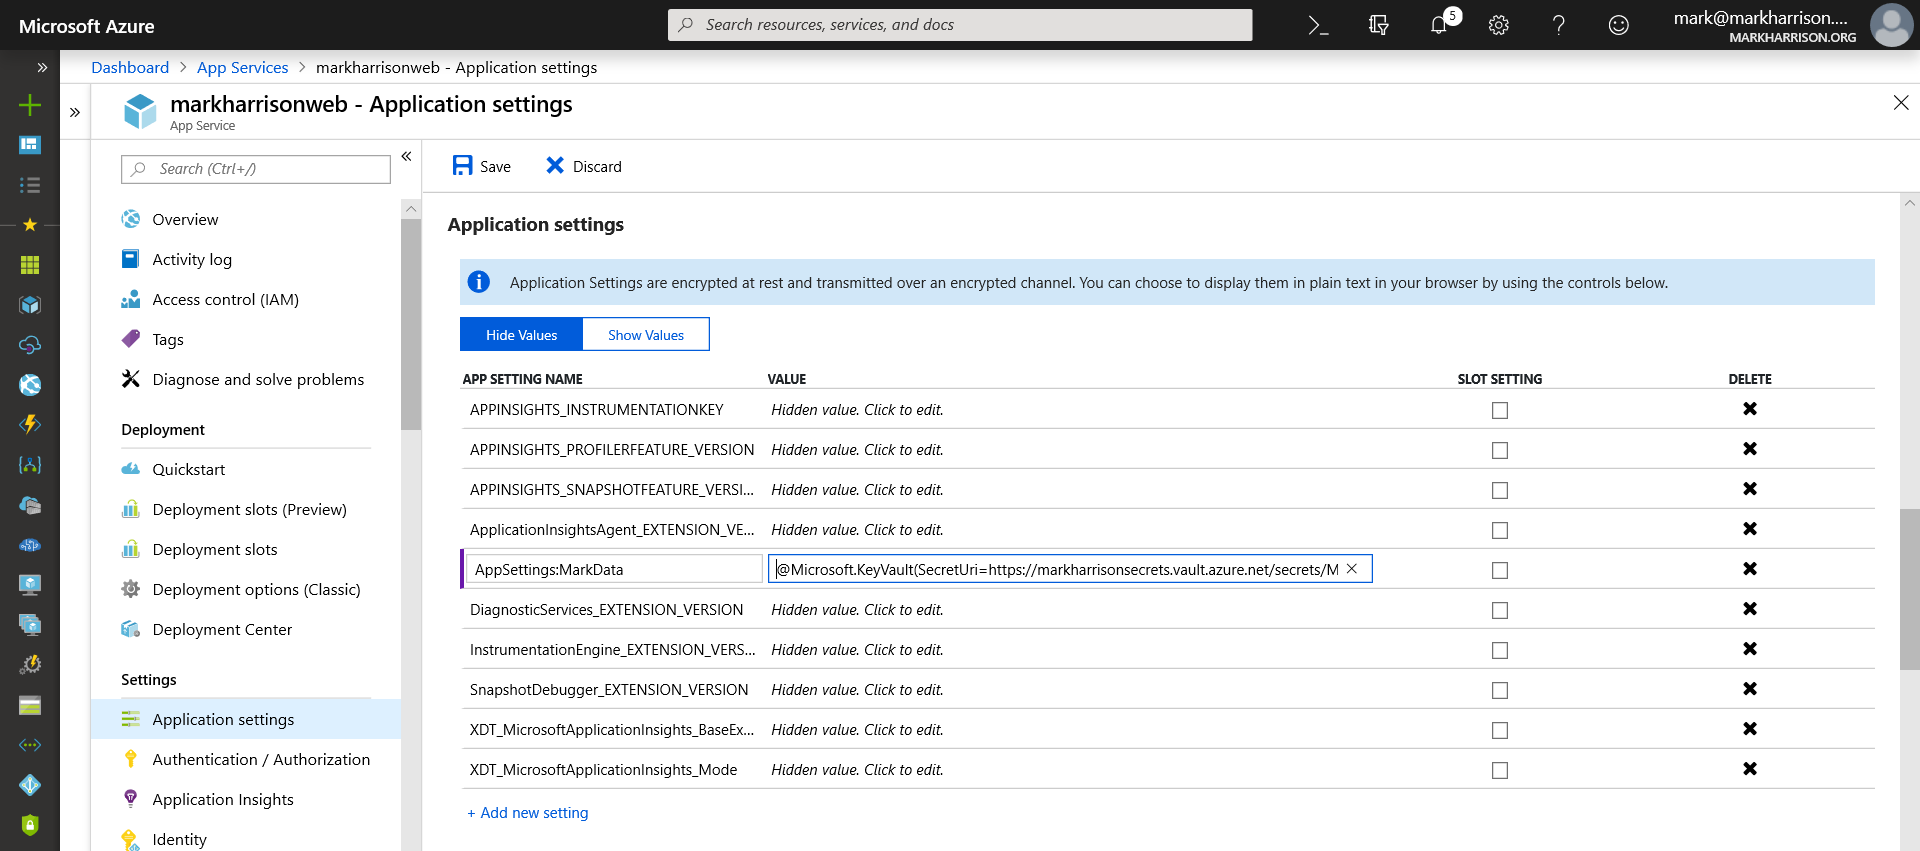 Microsoft Azure
Search resources, services, and docs
5
mark@markharrison....
MARKHARRISON.ORG
Dashboard > App Services > markharrisonweb - Application settings
markharrisonweb - Application settings
App Service
Search (Ctrl+/)
Overview
Activity log
Access control (IAM)
Tags
Diagnose and solve problems
Deployment
Quickstart
Deployment slots (Preview)
Deployment slots
Deployment options (Classic)
Deployment Center
Settings
Application settings
Authentication / Authorization
Application Insights
Identity
Save Discard
Application settings
Application Settings are encrypted at rest and transmitted over an encrypted channel. You can choose to display them in plain text in your browser by using the controls below.
Hide Values Show Values
APP SETTING NAME VALUE SLOT SETTING DELETE
APPINSIGHTS_INSTRUMENTATIONKEY Hidden value. Click to edit.
APPINSIGHTS_PROFILERFEATURE_VERSION Hidden value. Click to edit.
APPINSIGHTS_SNAPSHOTFEATURE_VERSI... Hidden value. Click to edit.
ApplicationInsightsAgent_EXTENSION_VE... Hidden value. Click to edit.
AppSettings:MarkData @Microsoft.KeyVault(SecretUri=https://markharrisonsecrets.vault.azure.net/secrets/M
DiagnosticServices_EXTENSION_VERSION Hidden value. Click to edit.
InstrumentationEngine_EXTENSION_VERS... Hidden value. Click to edit.
SnapshotDebugger_EXTENSION_VERSION Hidden value. Click to edit.
XDT_MicrosoftApplicationInsights_BaseEx... Hidden value. Click to edit.
XDT_MicrosoftApplicationInsights_Mode Hidden value. Click to edit.
+ Add new setting